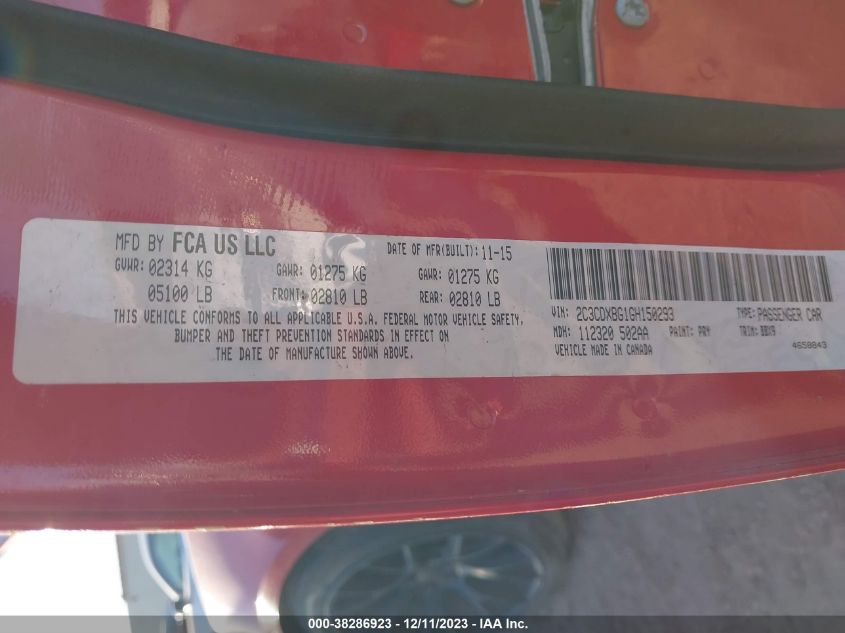 MFD BY FCA US LLC DATE OF MFR(BUILT): 11-15
GVWR: 02314 KG GAWR: 01275 KG GAWR: 01275 KG
05100 LB FRONT: 02810 LB REAR: 02810 LB
THIS VEHICLE CONFORMS TO ALL APPLICABLE U.S.A. FEDERAL MOTOR VEHICLE SAFETY,
BUMPER AND THEFT PREVENTION STANDARDS IN EFFECT ON
THE DATE OF MANUFACTURE SHOWN ABOVE.
VIN: 2C3CDXBG1GH150293 TYPE: PASSENGER CAR
MDH: 112320 502AA PAINT: PRM TRIM: BBX9
VEHICLE MADE IN CANADA 4658843
000-38286923 - 12/11/2023 - IAA Inc.